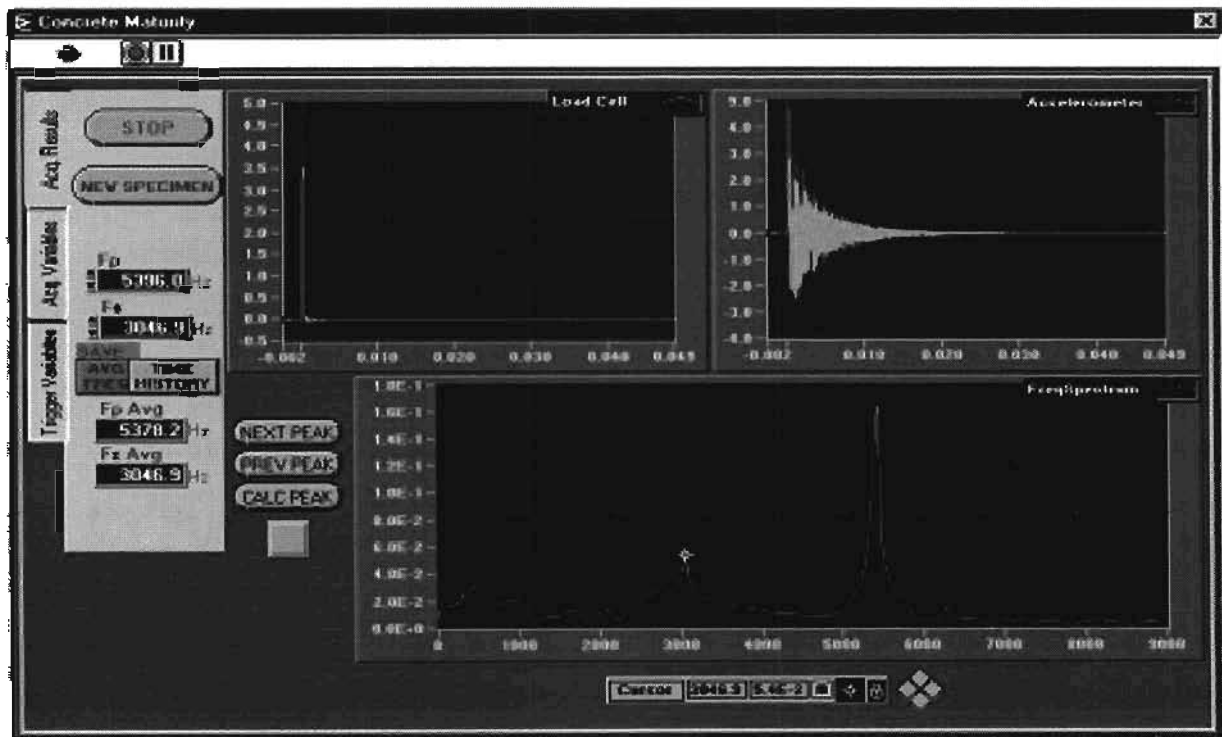 Concrete Maturity
Acq. Results
Acq. Variables
Trigger Variables
STOP
NEW SPECIMEN
Fp
5396.0 Hz
3046.9 Hz
SAVE
AVG
TIME
HISTORY
Fp Avg
5378.2 Hz
Fs Avg
3046.9 Hz
Load Cell
5.0
4.5
4.0
3.5
3.0
2.5
2.0
1.5
1.0
0.5
0.0
-0.5
-0.002 0.010 0.020 0.030 0.040 0.049
Accelerometer
5.0
4.0
3.0
2.0
1.0
0.0
-1.0
-2.0
-3.0
-4.0
-0.002 0.010 0.020 0.030 0.040 0.049
NEXT PEAK
PREV PEAK
CALC PEAK
FreqSpectrum
1.8E-1
1.6E-1
1.4E-1
1.2E-1
1.0E-1
8.0E-2
6.0E-2
4.0E-2
2.0E-2
0.0E+0
0 1000 2000 3000 4000 5000 6000 7000 8000 9000
Cursor 3046.9 5.4E-2